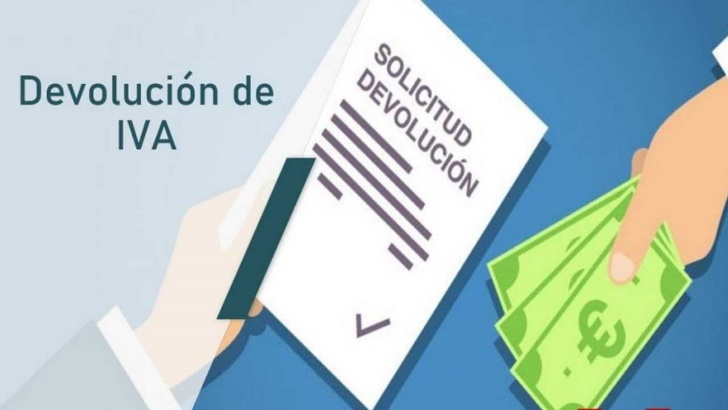 Devolución de
IVA
SOLICITUD
DEVOLUCIÓN
€